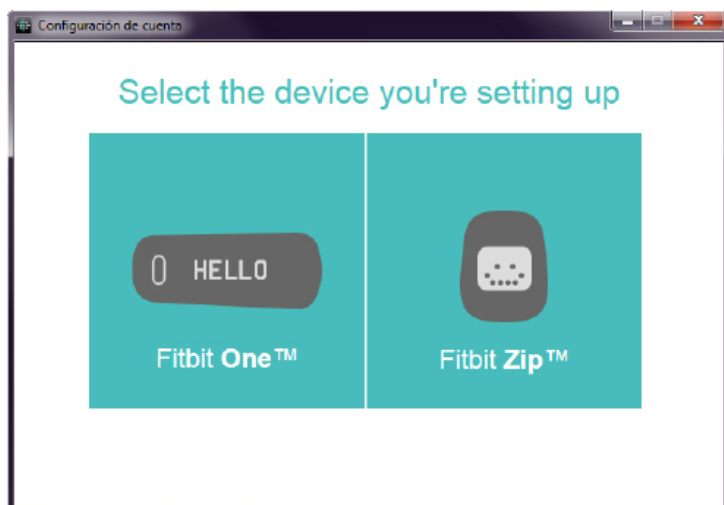 Configuración de cuenta
Select the device you're setting up
HELLO
Fitbit One™
Fitbit Zip™